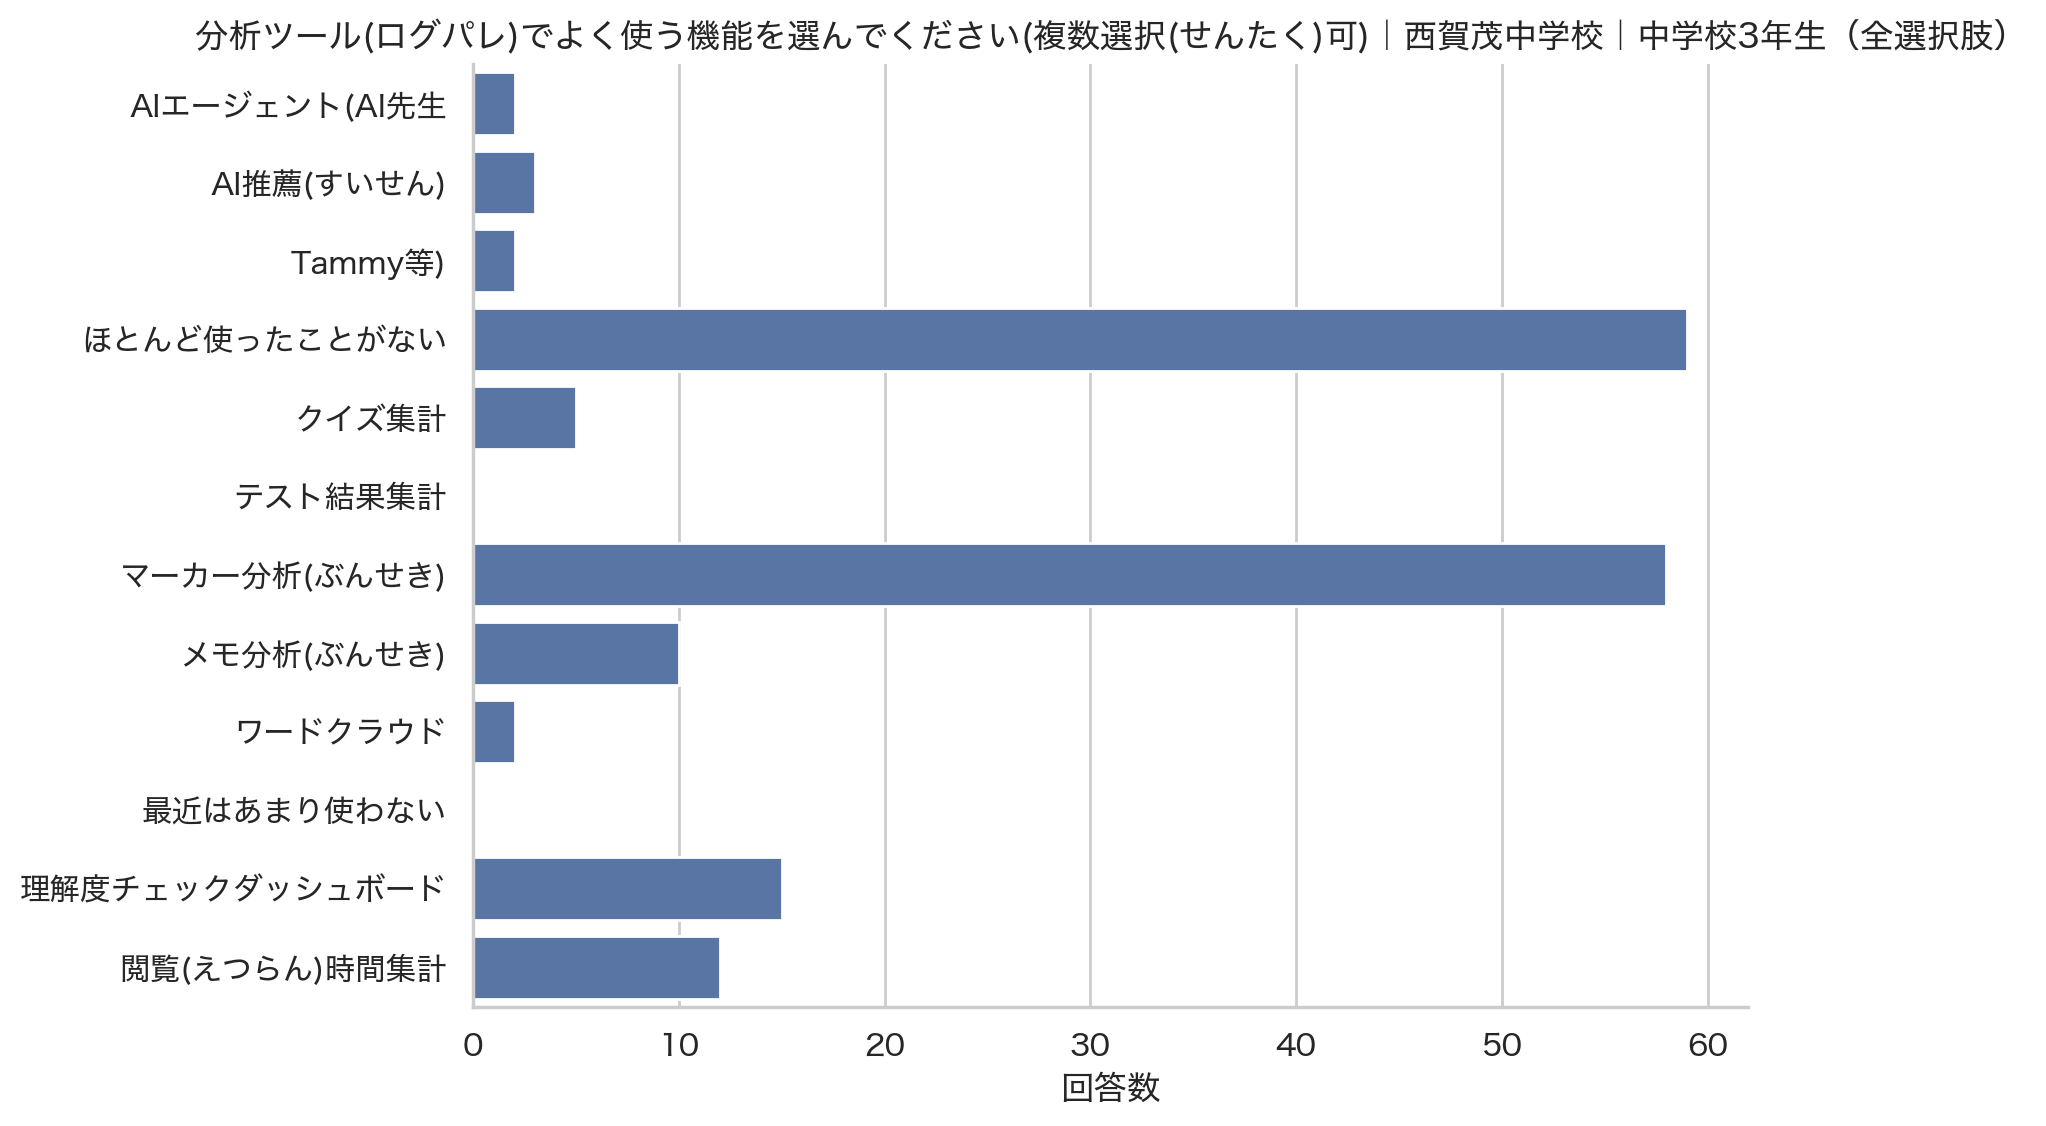 分析ツール(ログパレ)でよく使う機能を選んでください(複数選択(せんたく)可)｜西賀茂中学校｜中学校3年生（全選択肢）
AIエージェント(AI先生
AI推薦(すいせん)
Tammy等)
ほとんど使ったことがない
クイズ集計
テスト結果集計
マーカー分析(ぶんせき)
メモ分析(ぶんせき)
ワードクラウド
最近はあまり使わない
理解度チェックダッシュボード
閲覧(えつらん)時間集計
0 10 20 30 40 50 60
回答数